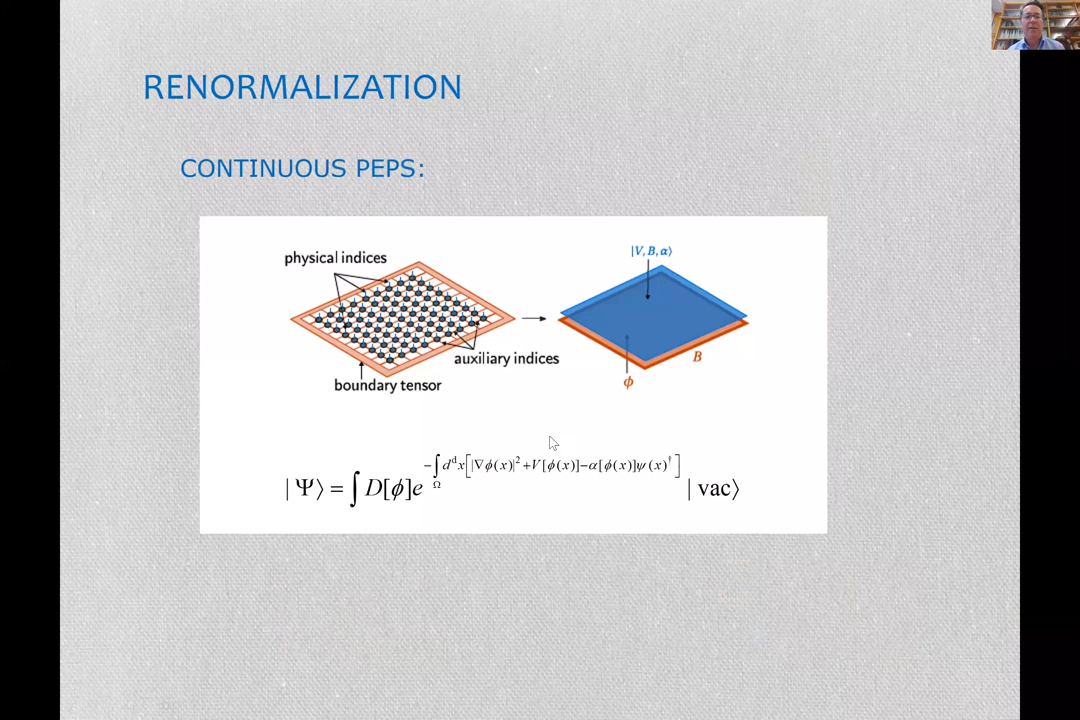 RENORMALIZATION
CONTINUOUS PEPS:
physical indices
auxiliary indices
boundary tensor
|V, B, α⟩
B
ϕ
|Ψ⟩ = ∫ D[ϕ]e^{-∫_Ω d^d x[|∇ϕ(x)|^2+V[ϕ(x)]−α[ϕ(x)]ψ(x)^†]} | vac⟩